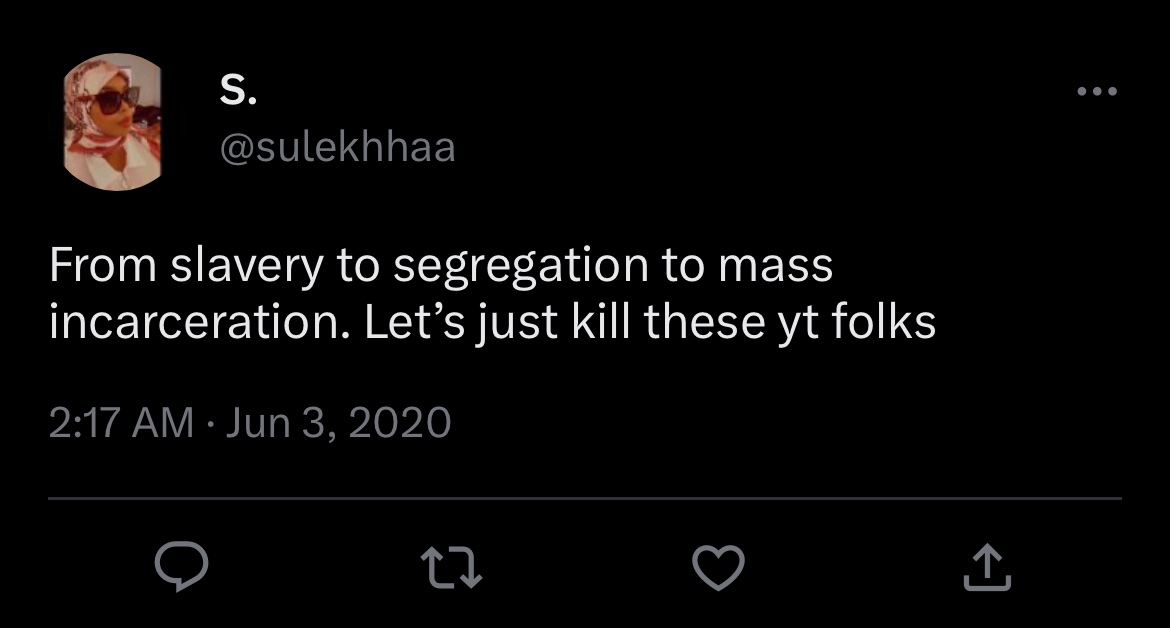 S.
@sulekhhaa
From slavery to segregation to mass
incarceration. Let’s just kill these yt folks
2:17 AM · Jun 3, 2020